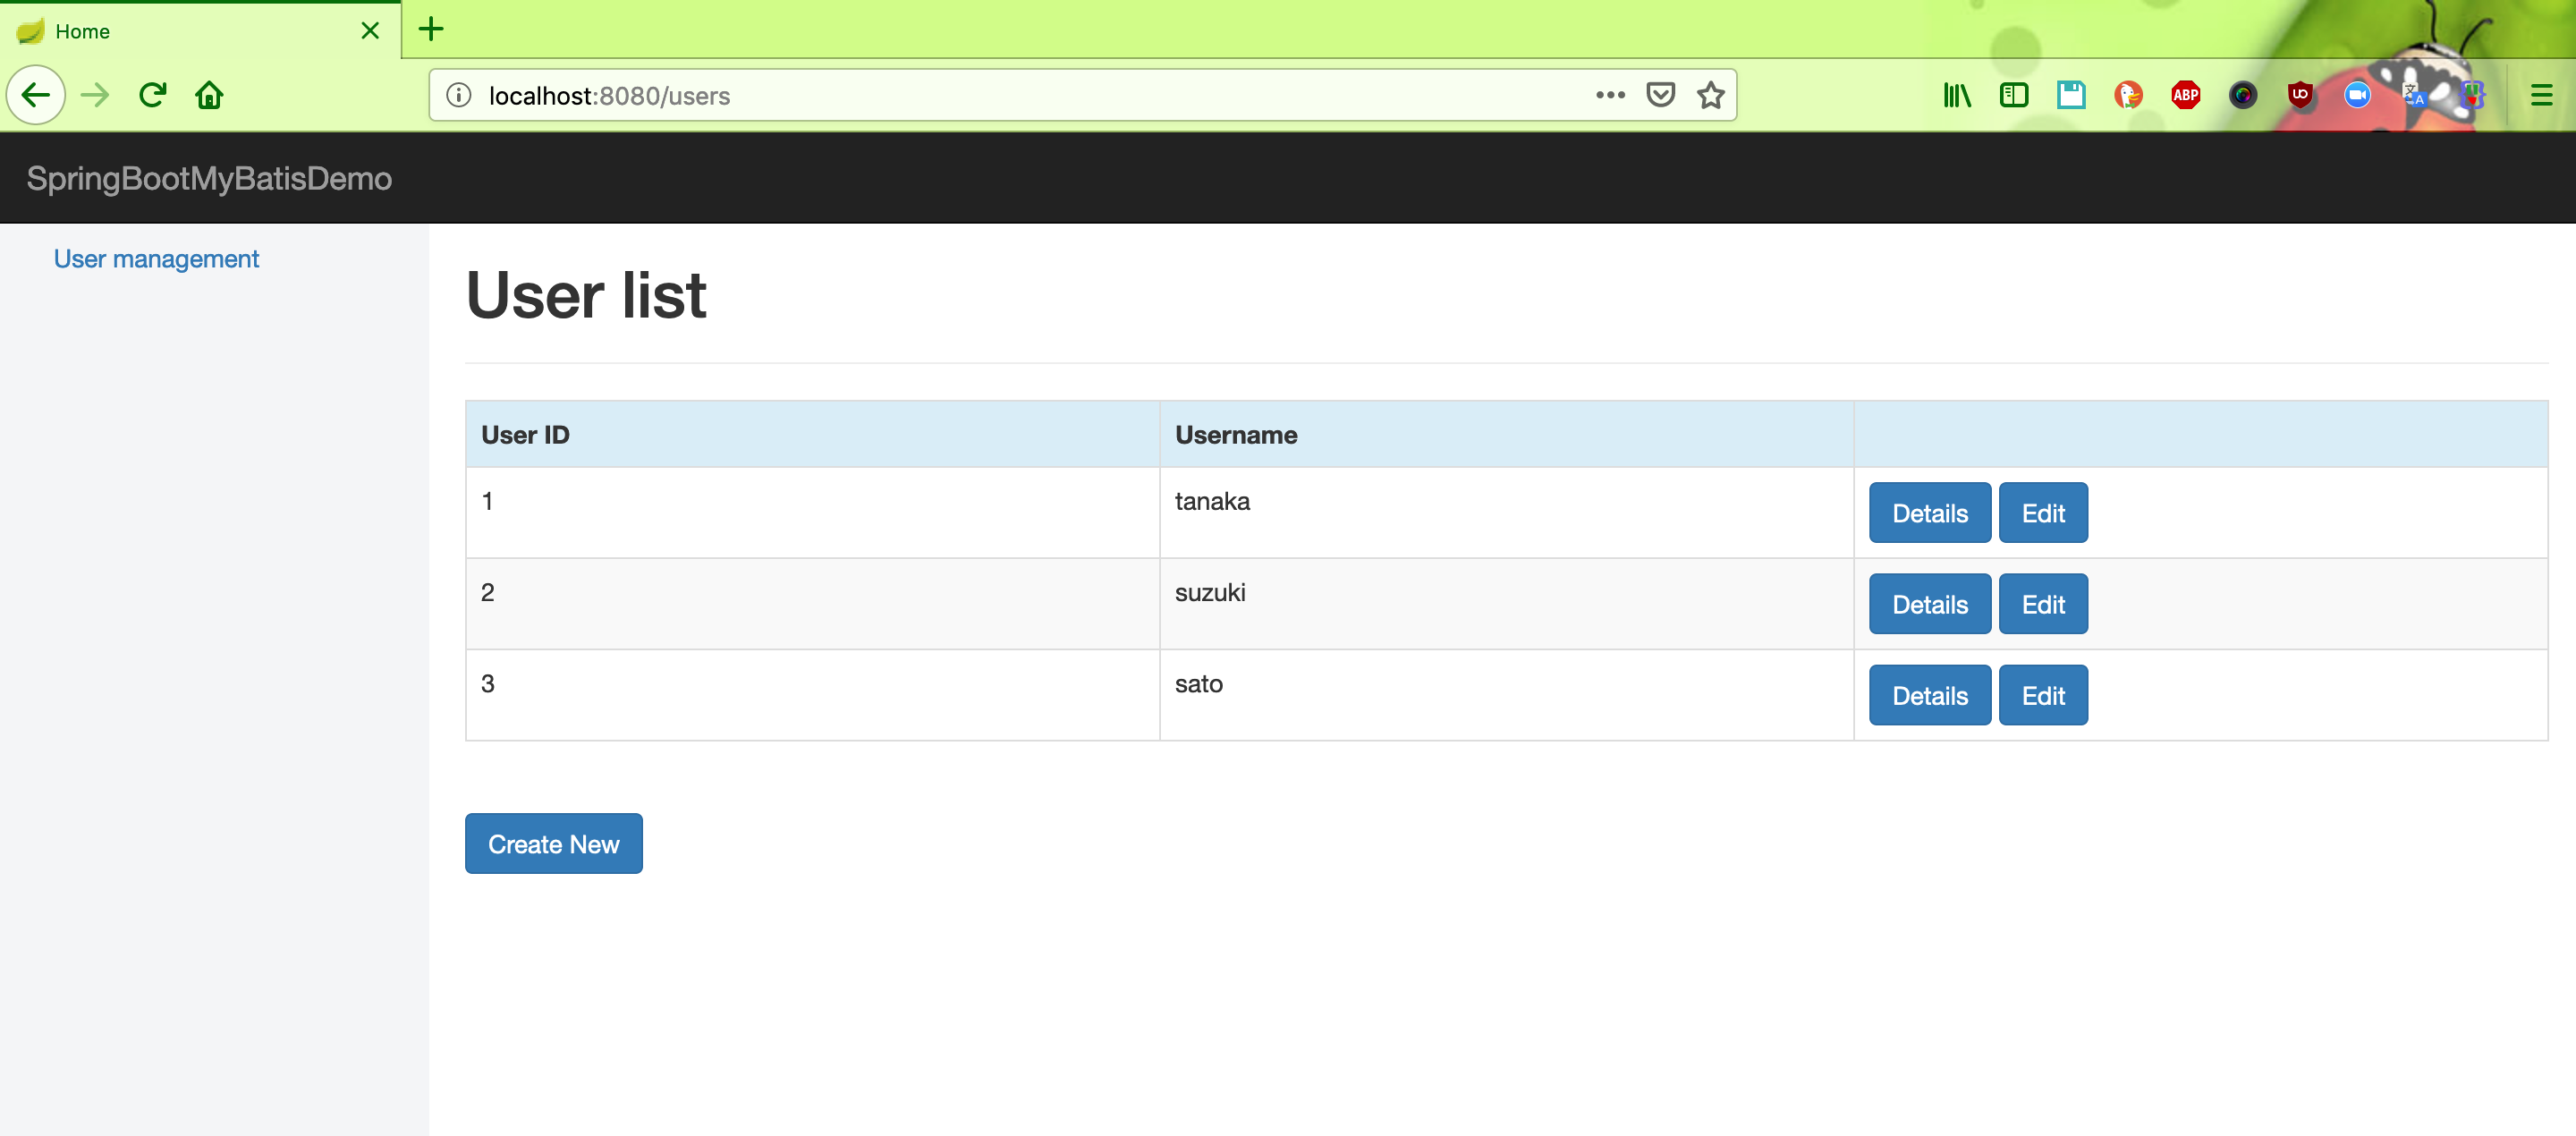 Home
localhost:8080/users
ABP
SpringBootMyBatisDemo
User management
User list
User ID Username
1 tanaka Details Edit
2 suzuki Details Edit
3 sato Details Edit
Create New